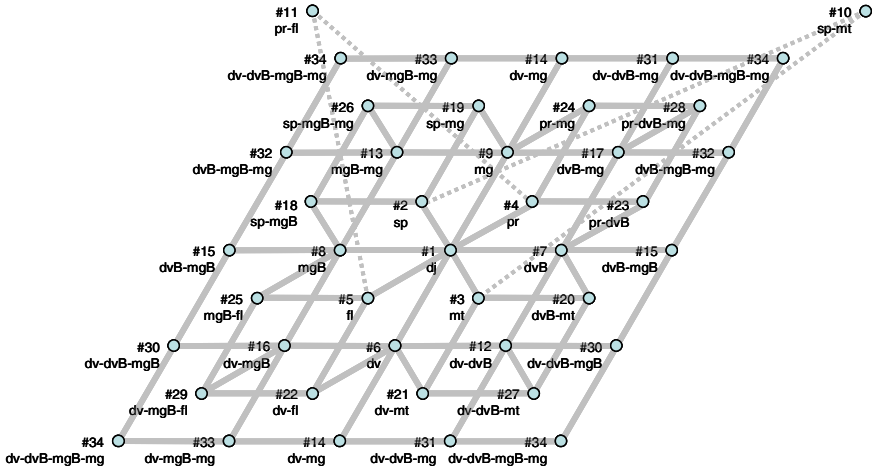 #11 #10
pr-fl sp-mt
#34 #33 #14 #31 #34
dv-dvB-mgB-mg dv-mgB-mg dv-mg dv-dvB-mg dv-dvB-mgB-mg
#26 #19 #24 #28
sp-mgB-mg sp-mg pr-mg pr-dvB-mg
#32 #13 #9 #17 #32
dvB-mgB-mg mgB-mg mg dvB-mg dvB-mgB-mg
#18 #2 #4 #23
sp-mgB sp pr pr-dvB
#15 #8 #1 #7 #15
dvB-mgB mgB dj dvB dvB-mgB
#25 #5 #3 #20
mgB-fl fl mt dvB-mt
#30 #16 #6 #12 #30
dv-dvB-mgB dv-mgB dv dv-dvB dv-dvB-mgB
#29 #22 #21 #27
dv-mgB-fl dv-fl dv-mt dv-dvB-mt
#34 #33 #14 #31 #34
dv-dvB-mgB-mg dv-mgB-mg dv-mg dv-dvB-mg dv-dvB-mgB-mg